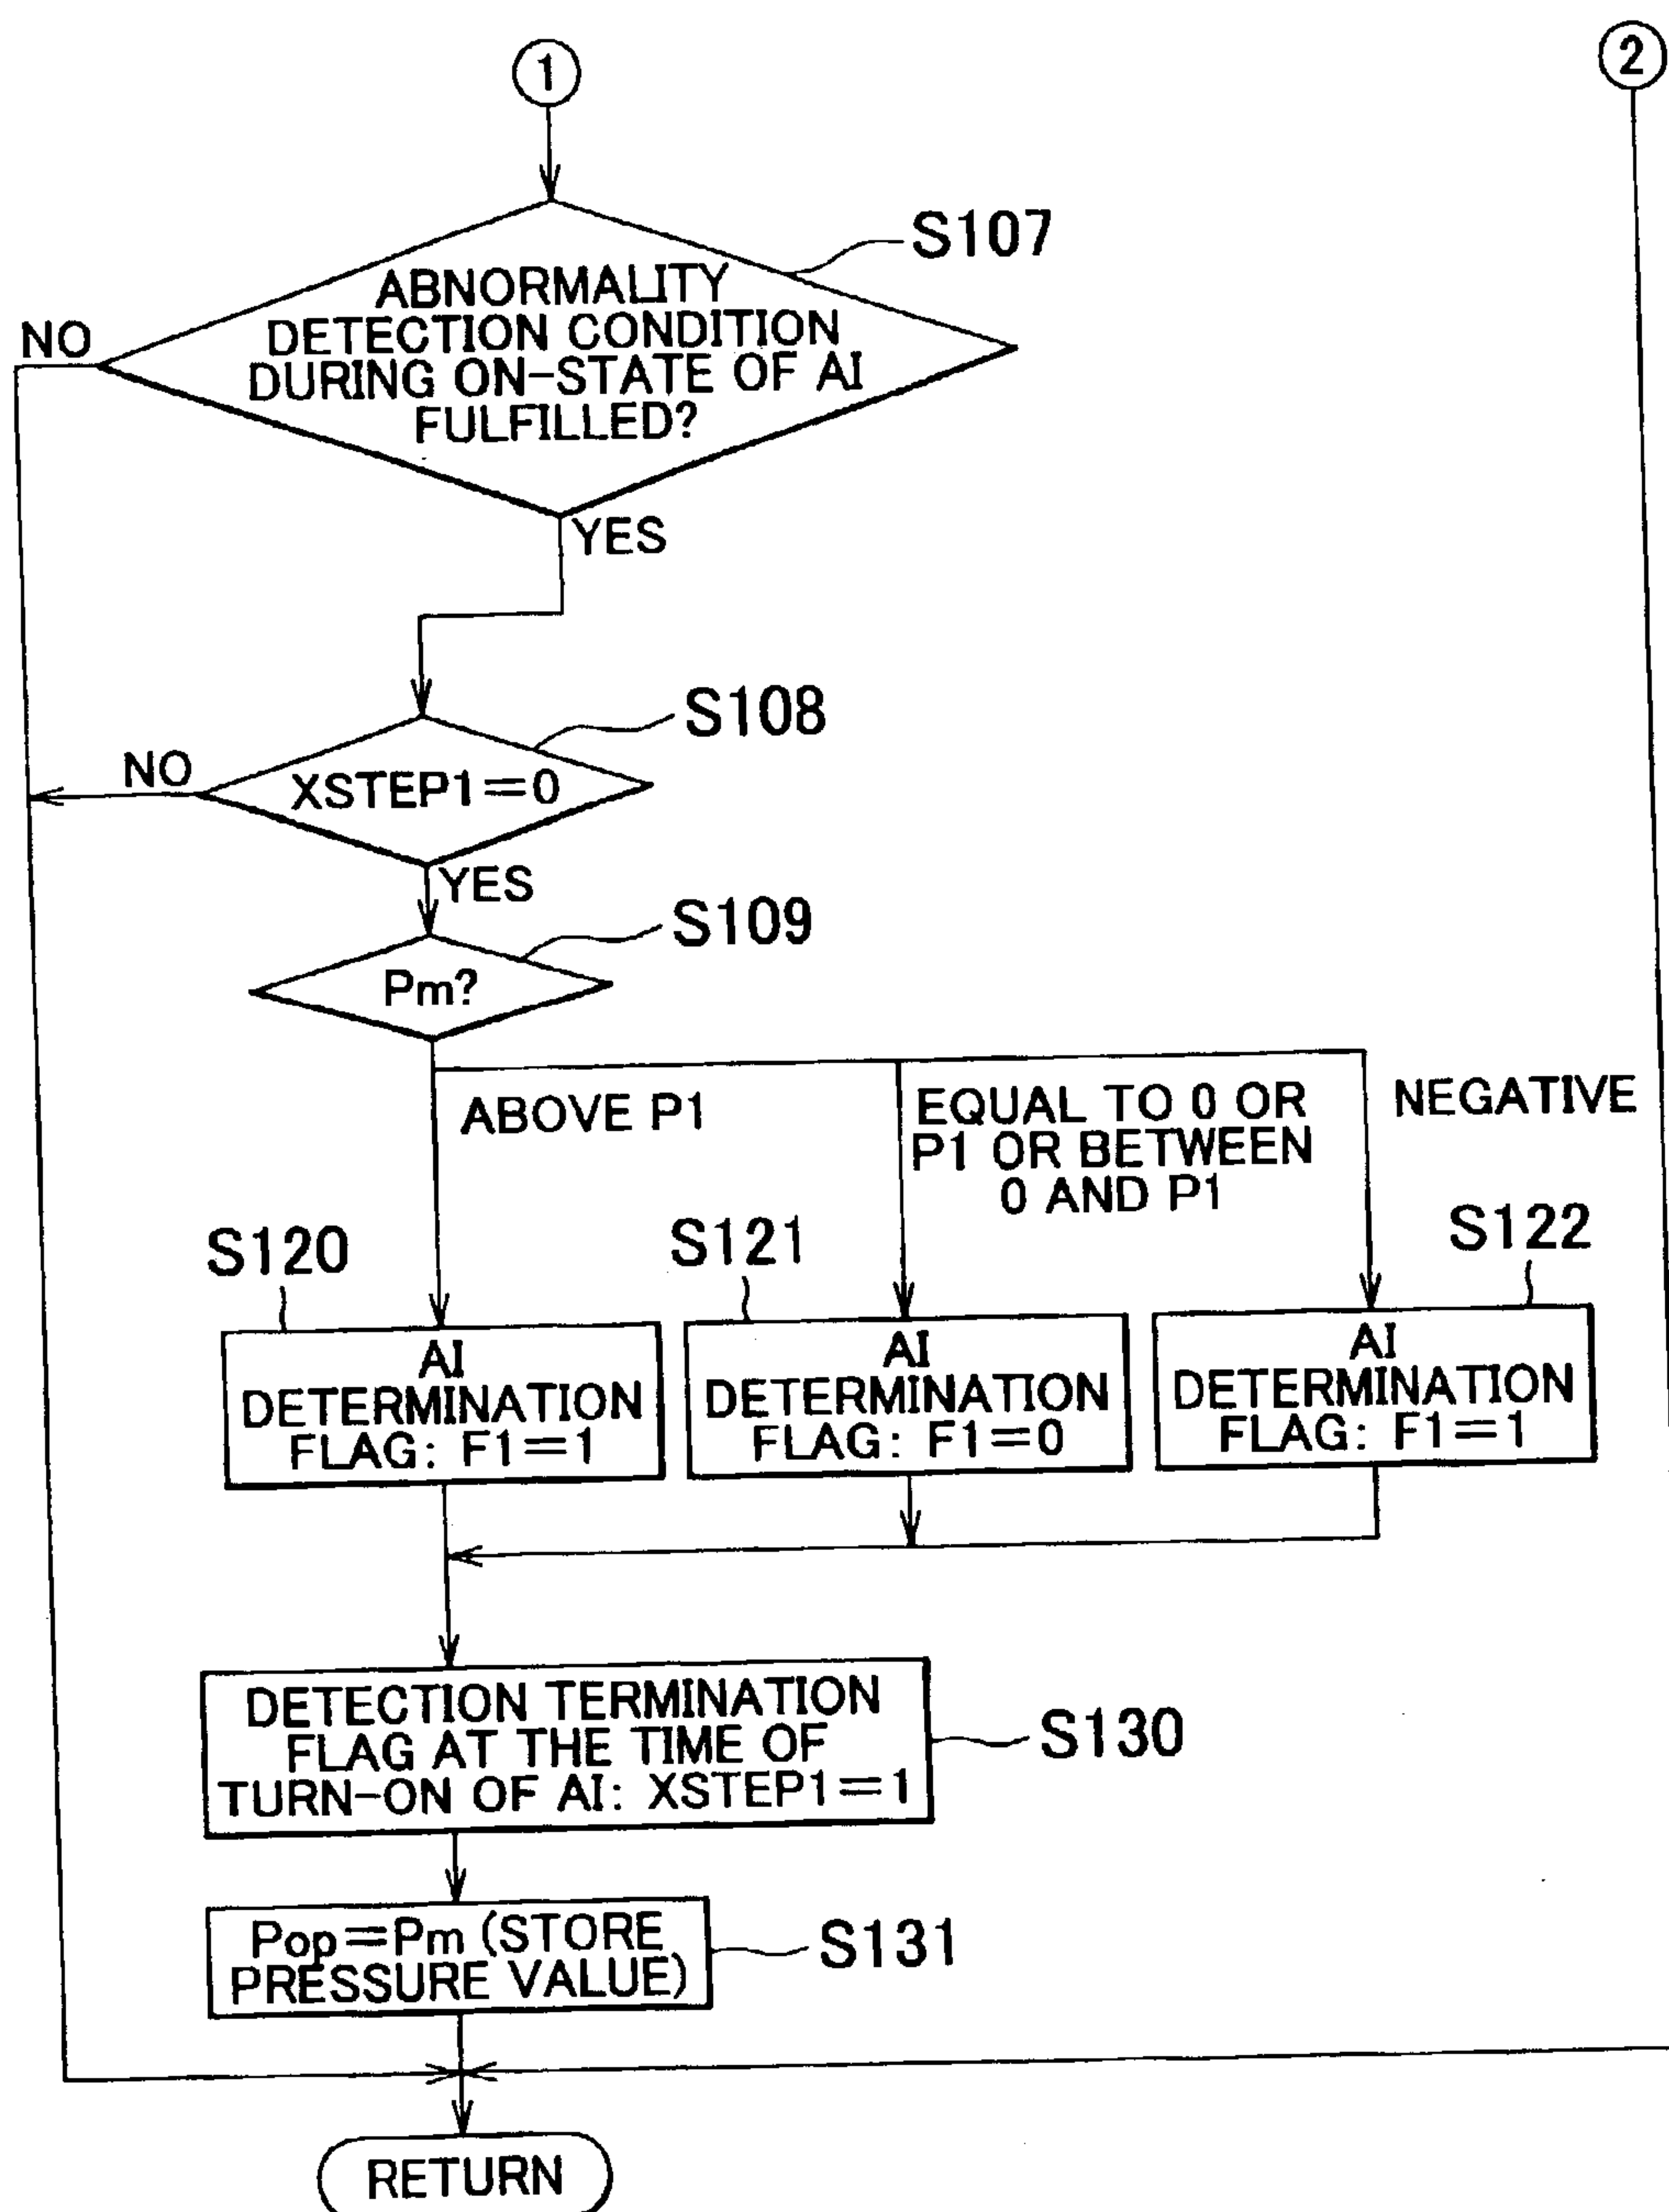 1
2
S107
ABNORMALITY
DETECTION CONDITION
DURING ON-STATE OF AI
FULFILLED?
NO
YES
S108
NO
XSTEP1=0
YES
S109
Pm?
ABOVE P1
EQUAL TO 0 OR
P1 OR BETWEEN
0 AND P1
NEGATIVE
S120
S121
S122
AI
DETERMINATION
FLAG: F1=1
AI
DETERMINATION
FLAG: F1=0
AI
DETERMINATION
FLAG: F1=1
DETECTION TERMINATION
FLAG AT THE TIME OF
TURN-ON OF AI: XSTEP1=1
S130
Pop=Pm (STORE
PRESSURE VALUE)
S131
RETURN